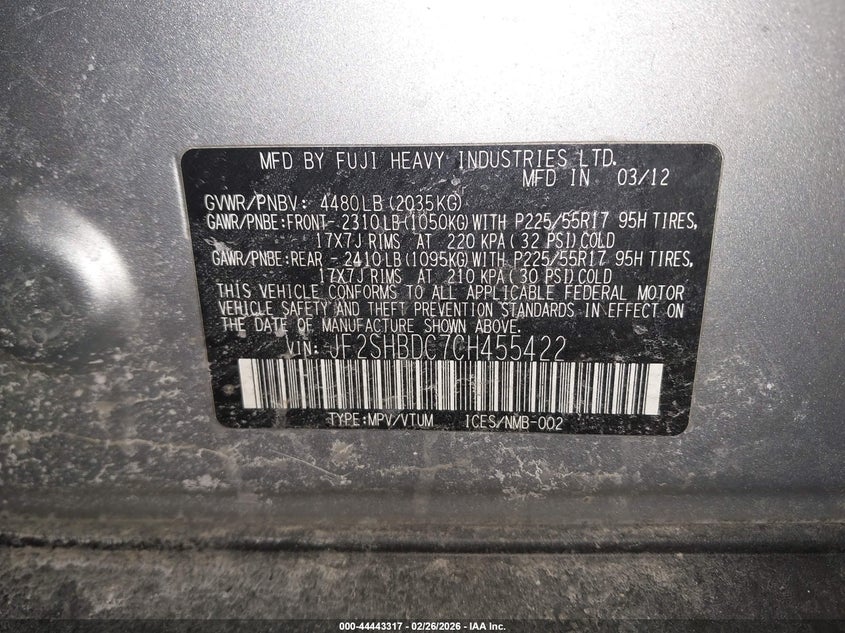 MFD BY FUJI HEAVY INDUSTRIES LTD.
MFD IN 03/12
GVWR/PNBV: 4480LB (2035KG)
GAWR/PNBE:FRONT- 2310LB(1050KG)WITH P225/55R17 95H TIRES,
17X7J RIMS AT 220 KPA( 32 PSI)COLD
GAWR/PNBE:REAR - 2410LB(1095KG)WITH P225/55R17 95H TIRES,
17X7J RIMS AT 210 KPA(30 PSI)COLD
THIS VEHICLE CONFORMS TO ALL APPLICABLE FEDERAL MOTOR
VEHICLE SAFETY AND THEFT PREVENTION STANDARDS IN EFFECT ON
THE DATE OF MANUFACTURE SHOWN ABOVE.
VIN: JF2SHBDC7CH455422
TYPE:MPV/VTUM ICES/NMB-002
000-44443317 - 02/26/2026 - IAA Inc.